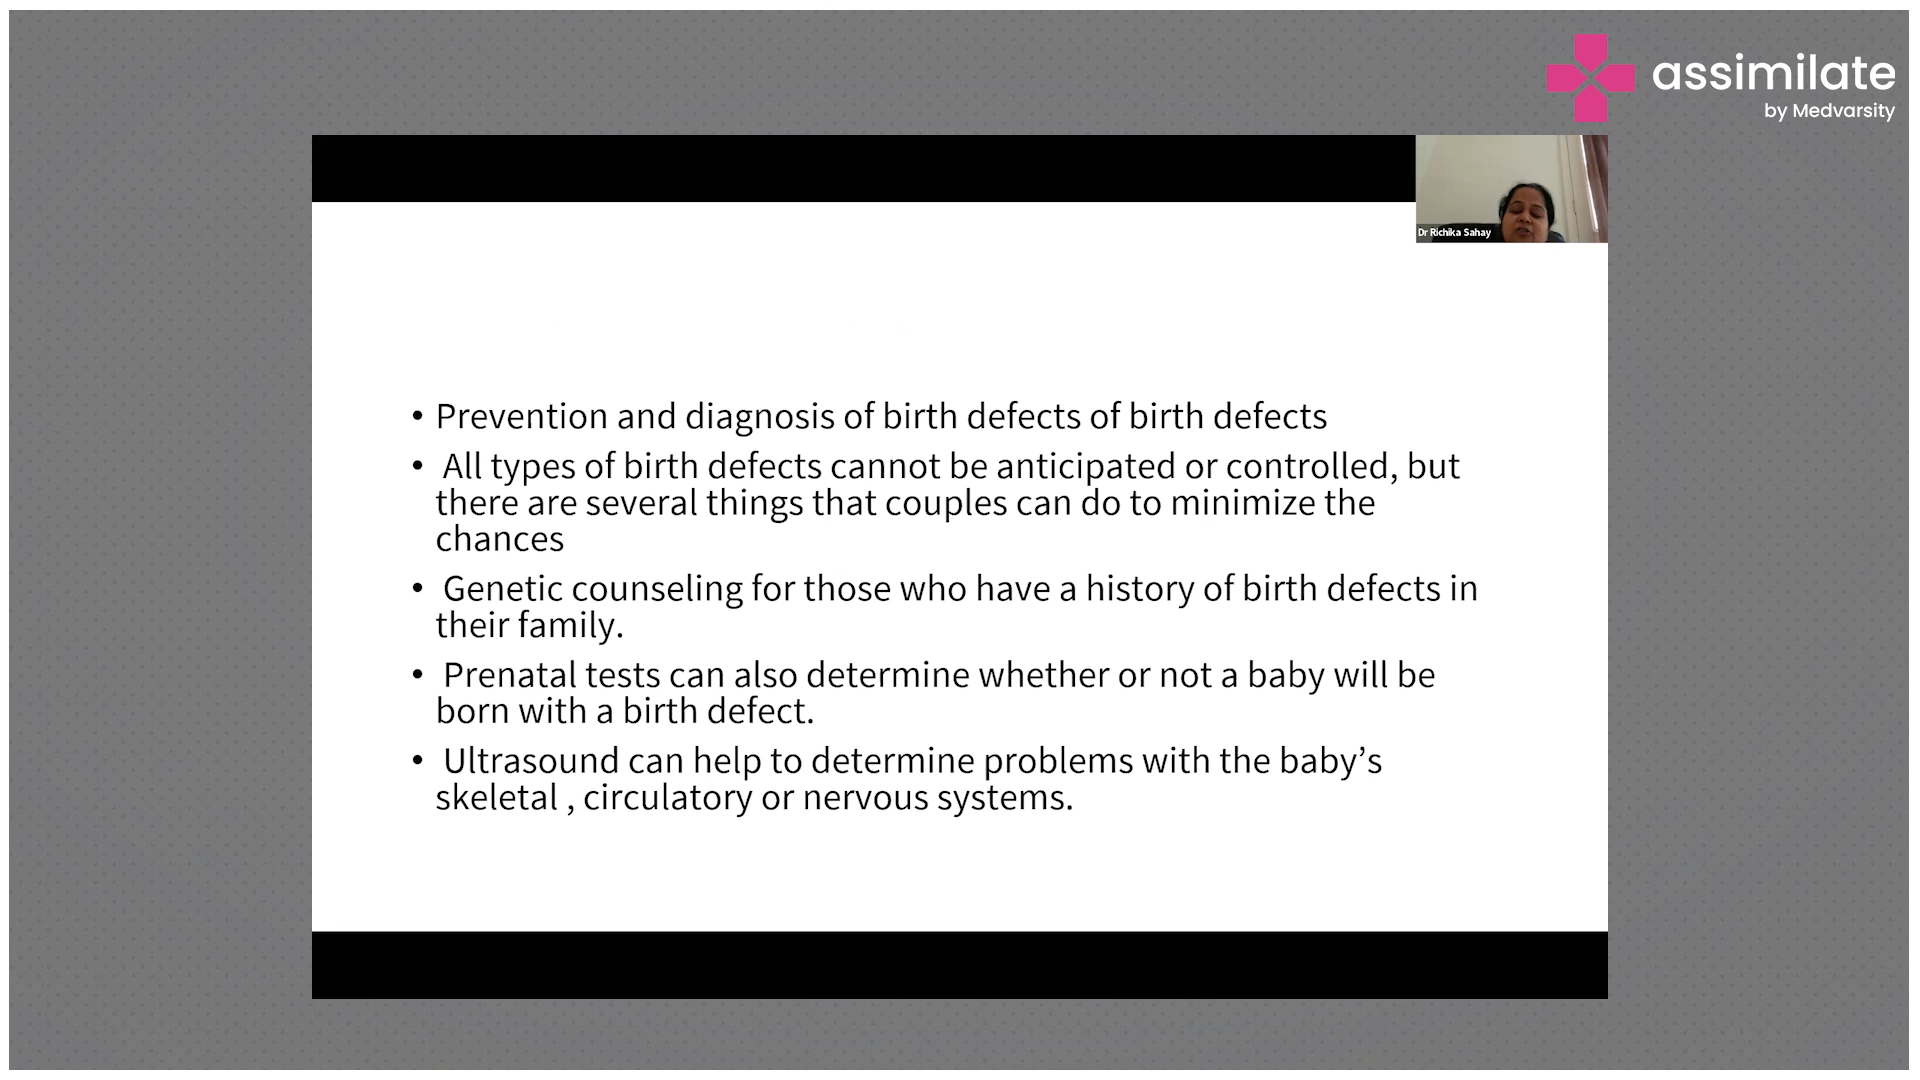 assimilate
by Medvarsity
Dr Richika Sahay
• Prevention and diagnosis of birth defects of birth defects
• All types of birth defects cannot be anticipated or controlled, but
there are several things that couples can do to minimize the
chances
• Genetic counseling for those who have a history of birth defects in
their family.
• Prenatal tests can also determine whether or not a baby will be
born with a birth defect.
• Ultrasound can help to determine problems with the baby’s
skeletal , circulatory or nervous systems.